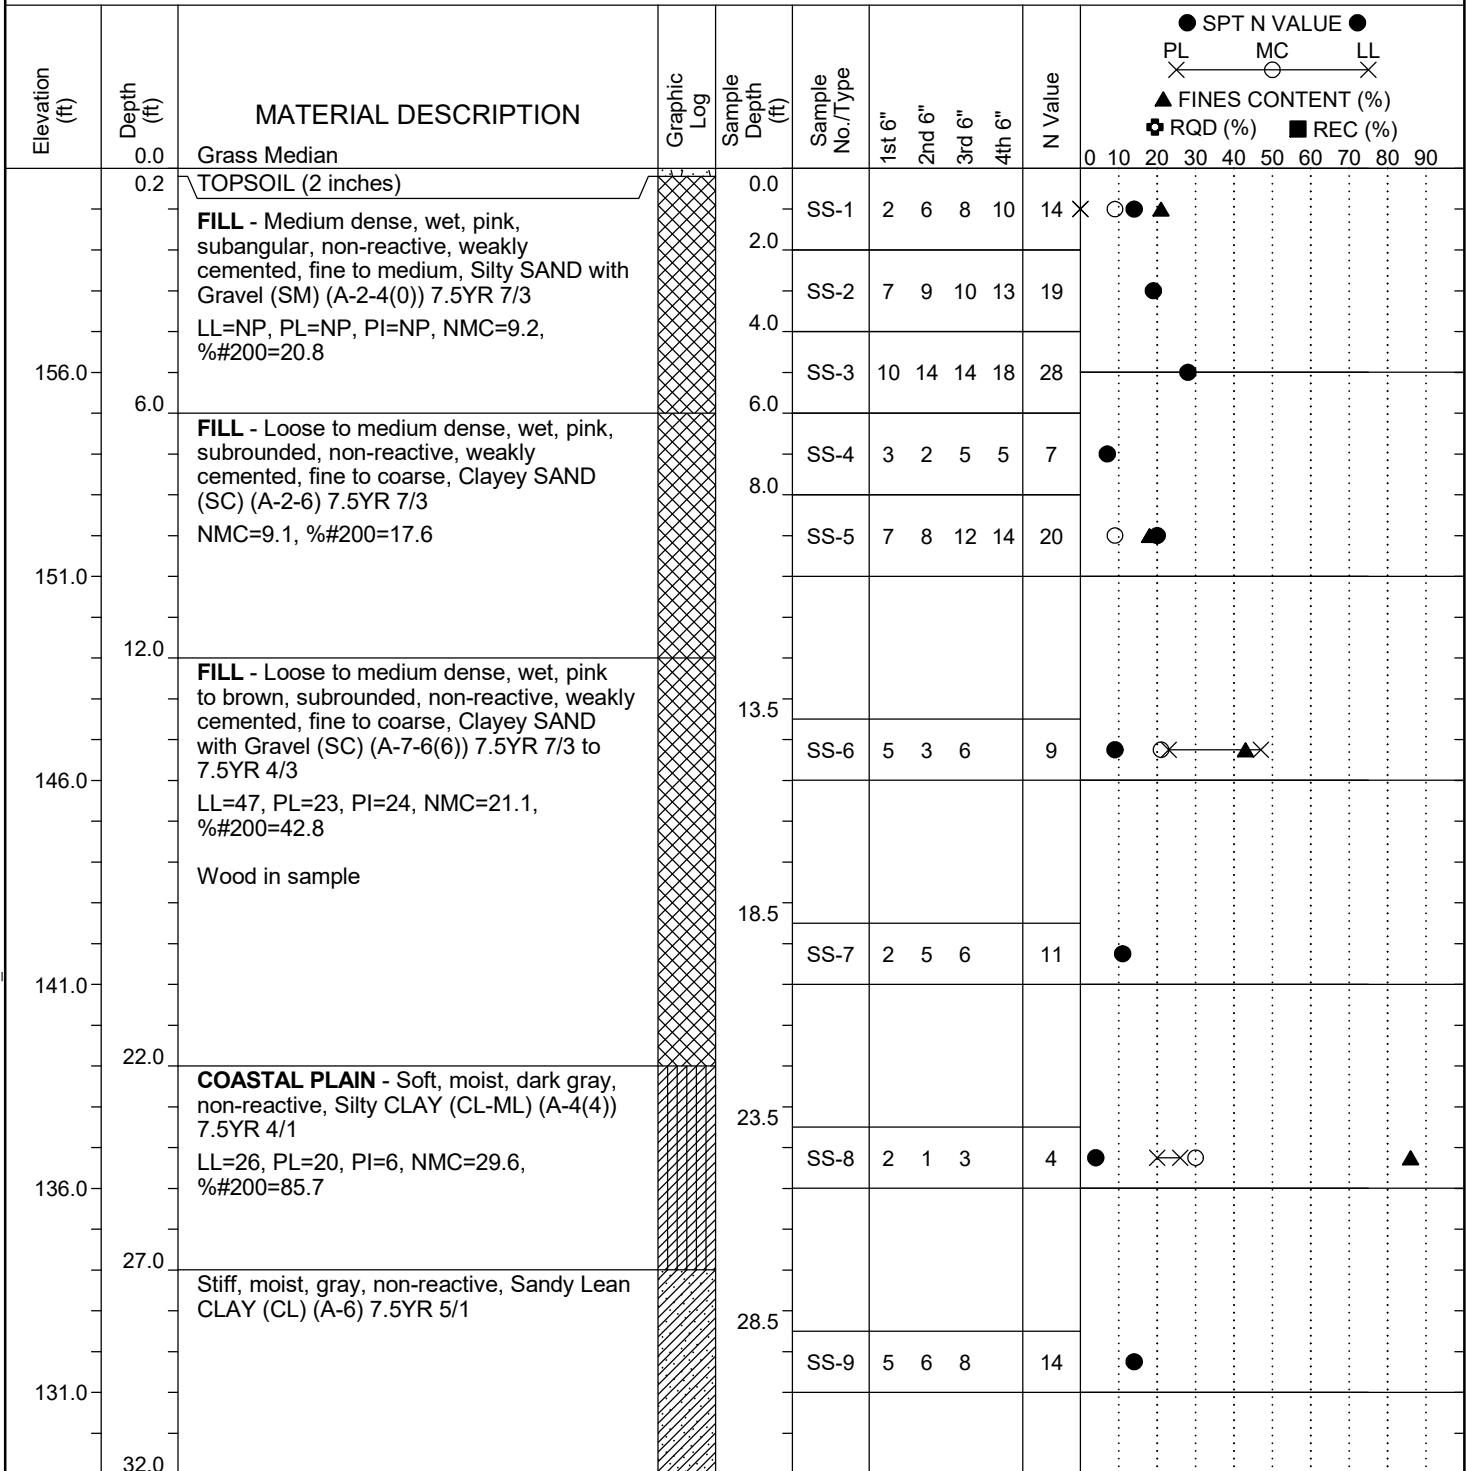 SPT N VALUE
PL MC LL
FINES CONTENT (%)
RQD (%) REC (%)
Elevation (ft)
Depth (ft)
MATERIAL DESCRIPTION
Graphic Log
Sample Depth (ft)
Sample No./Type
1st 6"
2nd 6"
3rd 6"
4th 6"
N Value
0 10 20 30 40 50 60 70 80 90
0.0 Grass Median
0.2 TOPSOIL (2 inches) 0.0
SS-1 2 6 8 10 14
FILL - Medium dense, wet, pink,
subangular, non-reactive, weakly 2.0
cemented, fine to medium, Silty SAND with
Gravel (SM) (A-2-4(0)) 7.5YR 7/3 SS-2 7 9 10 13 19
LL=NP, PL=NP, PI=NP, NMC=9.2, 4.0
%#200=20.8
156.0 SS-3 10 14 14 18 28
6.0 6.0
FILL - Loose to medium dense, wet, pink,
subrounded, non-reactive, weakly SS-4 3 2 5 5 7
cemented, fine to coarse, Clayey SAND
(SC) (A-2-6) 7.5YR 7/3 8.0
NMC=9.1, %#200=17.6 SS-5 7 8 12 14 20
151.0
12.0
FILL - Loose to medium dense, wet, pink
to brown, subrounded, non-reactive, weakly
cemented, fine to coarse, Clayey SAND 13.5
with Gravel (SC) (A-7-6(6)) 7.5YR 7/3 to SS-6 5 3 6 9
7.5YR 4/3
146.0
LL=47, PL=23, PI=24, NMC=21.1,
%#200=42.8
Wood in sample
18.5
SS-7 2 5 6 11
141.0
22.0
COASTAL PLAIN - Soft, moist, dark gray,
non-reactive, Silty CLAY (CL-ML) (A-4(4)) 23.5
7.5YR 4/1
LL=26, PL=20, PI=6, NMC=29.6, SS-8 2 1 3 4
%#200=85.7
136.0
27.0
Stiff, moist, gray, non-reactive, Sandy Lean
CLAY (CL) (A-6) 7.5YR 5/1 28.5
SS-9 5 6 8 14
131.0
32.0